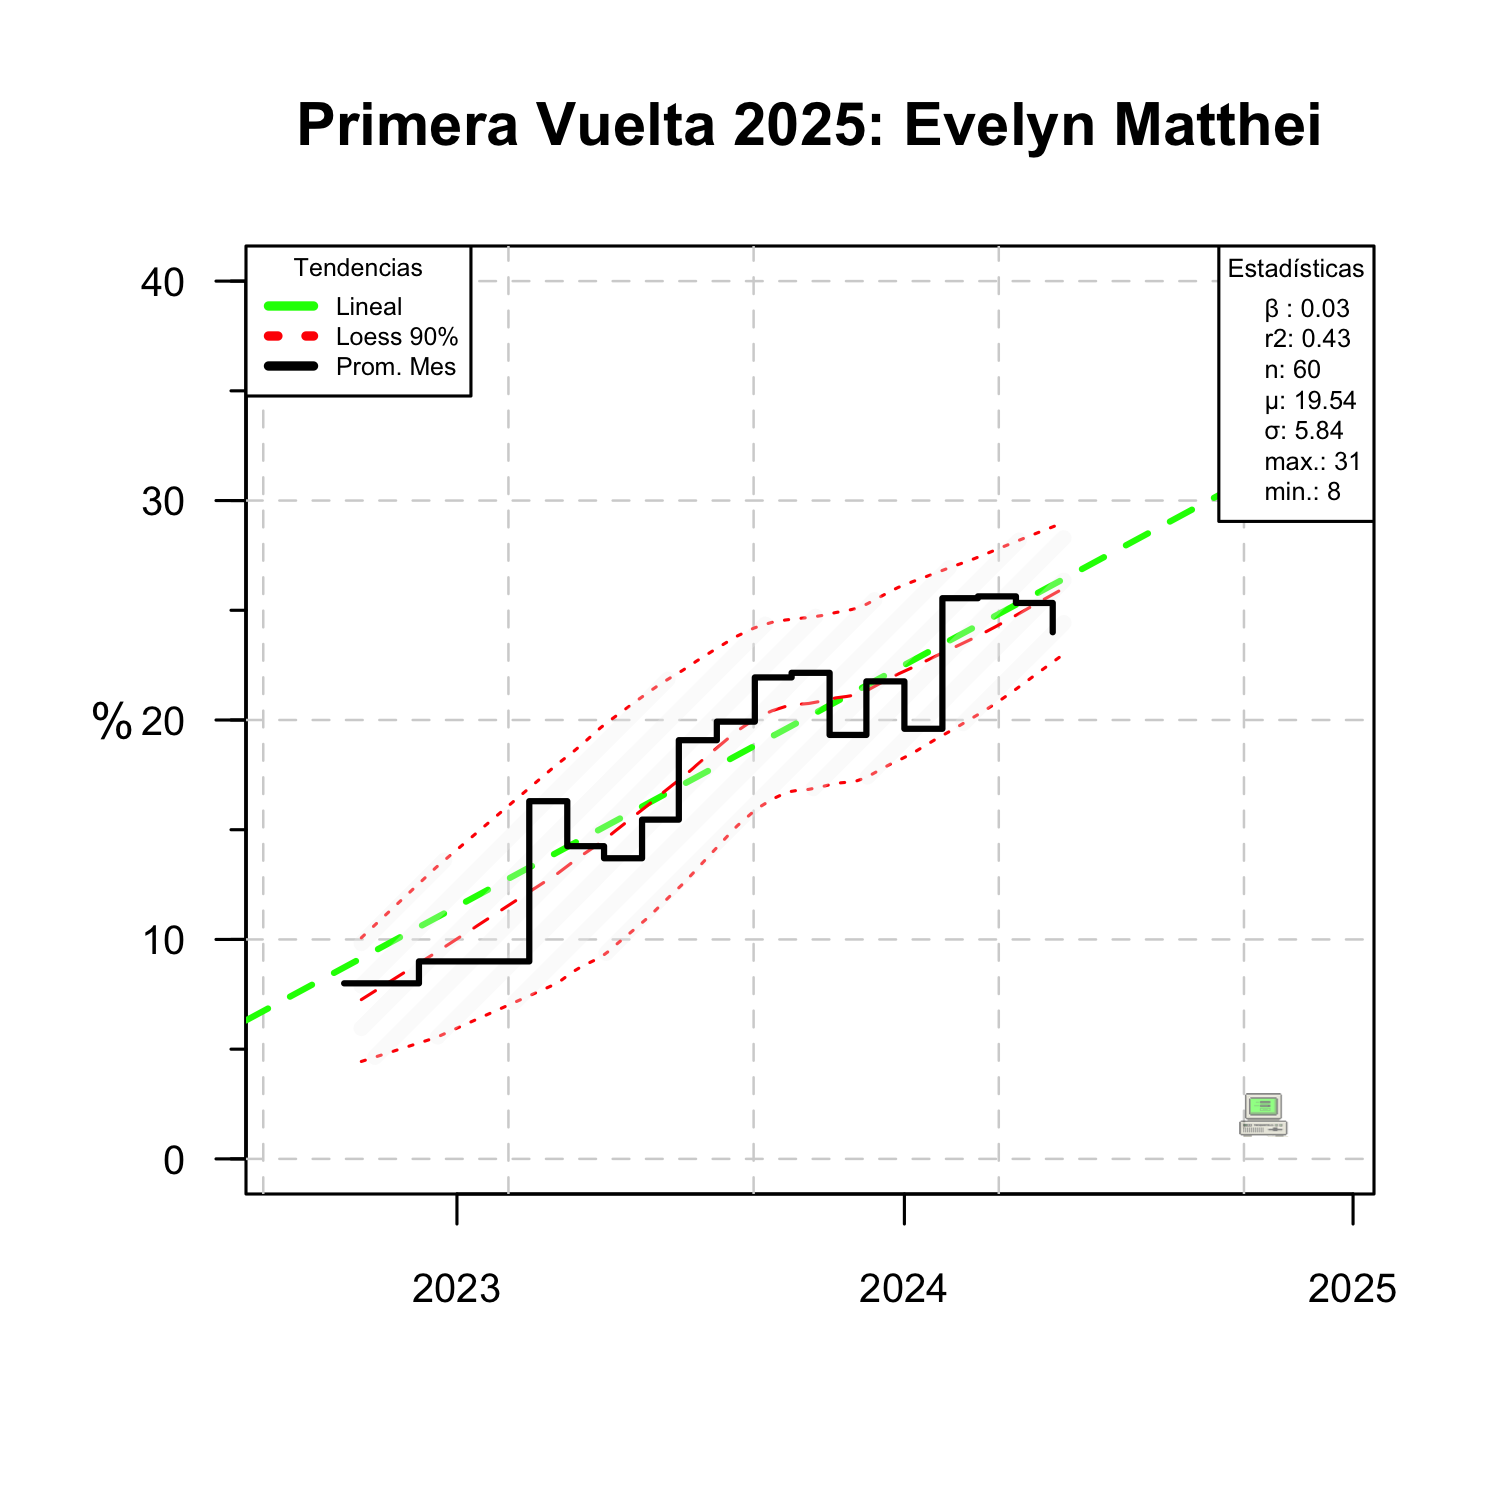 Primera Vuelta 2025: Evelyn Matthei
Tendencias
Lineal
Loess 90%
Prom. Mes
Estadísticas
β : 0.03
r2: 0.43
n: 60
μ: 19.54
σ: 5.84
max.: 31
min.: 8
%
40
30
20
10
0
2023
2024
2025